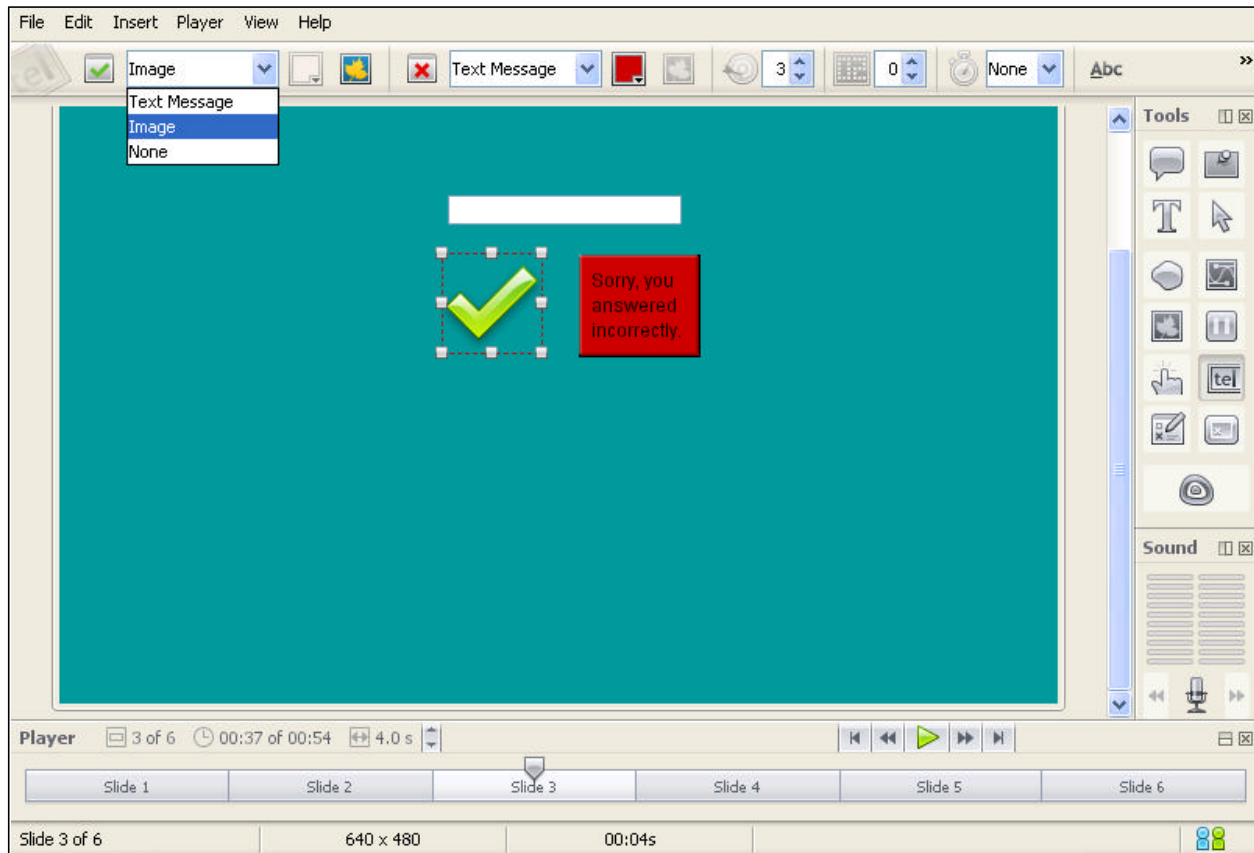 File Edit Insert Player View Help
Image Text Message 3 0 None Abc »
Text Message
Image
None
Tools
T
tel
Sorry, you
answered
incorrectly.
Sound
Player 3 of 6 00:37 of 00:54 4.0 s
Slide 1 Slide 2 Slide 3 Slide 4 Slide 5 Slide 6
Slide 3 of 6 640 x 480 00:04s